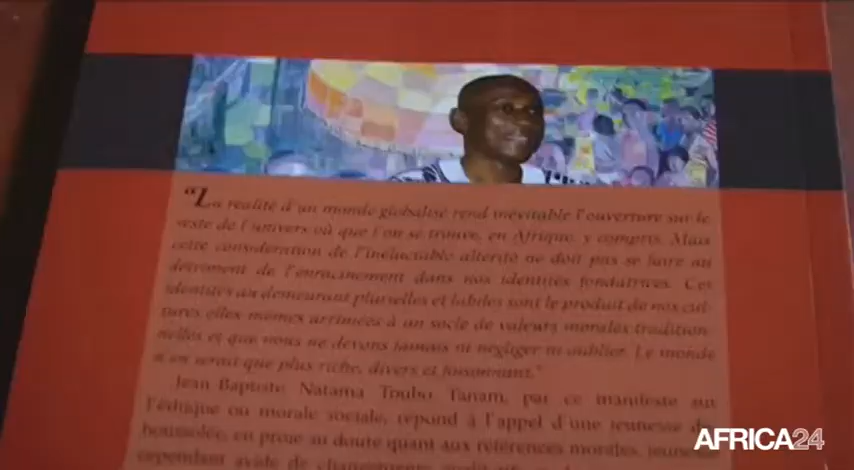 “La réalité d'un monde globalisé rend inévitable l'ouverture sur le
reste de l'univers où que l'on se trouve, en Afrique, y compris. Mais
cette considération de l'inéluctable altérité ne doit pas se faire au
détriment de l'enracinement dans nos identités fondatrices. Ces
identités au demeurant plurielles et labiles sont le produit de nos cul-
tures elles mêmes arrimées à un socle de valeurs morales tradition-
nelles et que nous ne devons jamais ni négliger ni oublier. Le monde
n'en serait que plus riche, divers et foisonnant."
Jean Baptiste, Natama Toubo Tanam, par ce manifeste sur
l'éthique ou morale sociale, répond à l'appel d'une jeunesse dé-
boussolée, en proie au doute quant aux références morales, jeunesse
cependant avide de changements
AFRICA24